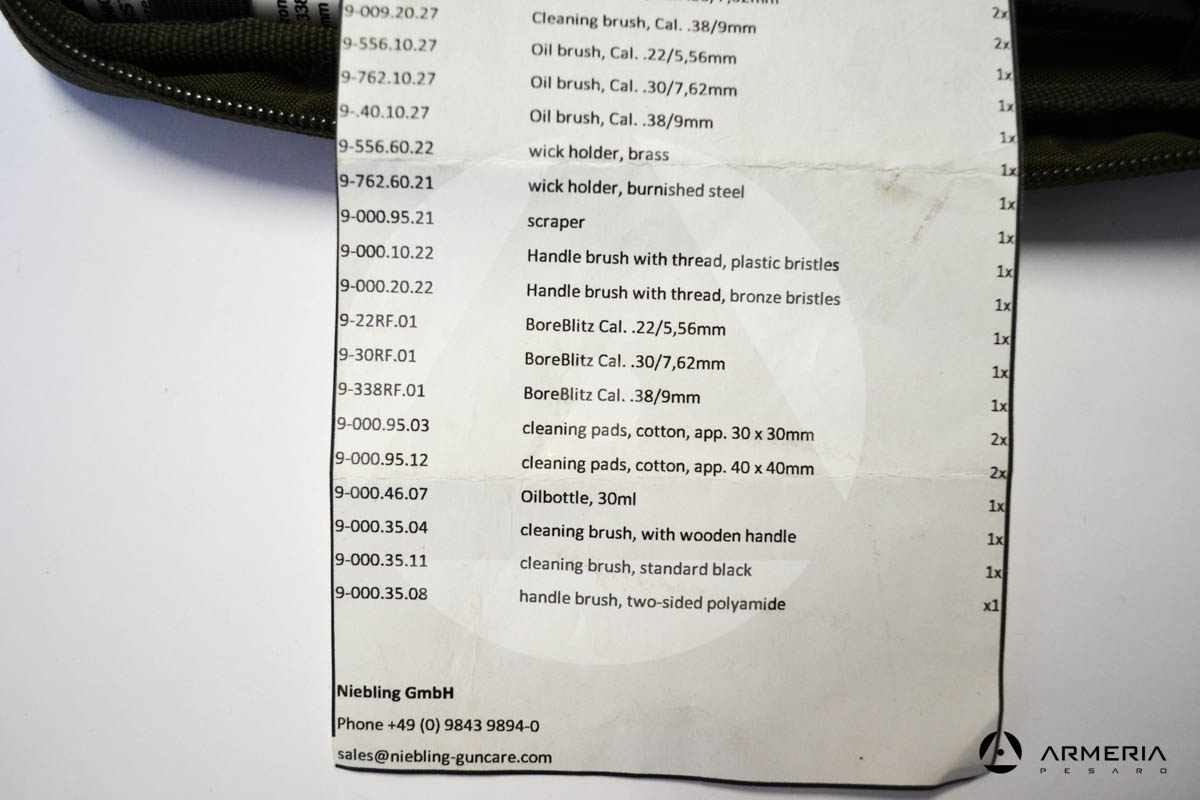 7,62mm 2x
9-009.20.27 Cleaning brush, Cal. .38/9mm 2x
9-556.10.27 Oil brush, Cal. .22/5,56mm 1x
9-762.10.27 Oil brush, Cal. .30/7,62mm 1x
9-.40.10.27 Oil brush, Cal. .38/9mm 1x
9-556.60.22 wick holder, brass 1x
9-762.60.21 wick holder, burnished steel 1x
9-000.95.21 scraper 1x
9-000.10.22 Handle brush with thread, plastic bristles 1x
9-000.20.22 Handle brush with thread, bronze bristles 1x
9-22RF.01 BoreBlitz Cal. .22/5,56mm 1x
9-30RF.01 BoreBlitz Cal. .30/7,62mm 1x
9-338RF.01 BoreBlitz Cal. .38/9mm 1x
9-000.95.03 cleaning pads, cotton, app. 30 x 30mm 2x
9-000.95.12 cleaning pads, cotton, app. 40 x 40mm 2x
9-000.46.07 Oilbottle, 30ml 1x
9-000.35.04 cleaning brush, with wooden handle 1x
9-000.35.11 cleaning brush, standard black 1x
9-000.35.08 handle brush, two-sided polyamide x1
Niebling GmbH
Phone +49 (0) 9843 9894-0
sales@niebling-guncare.com
ARMERIA
PESARO